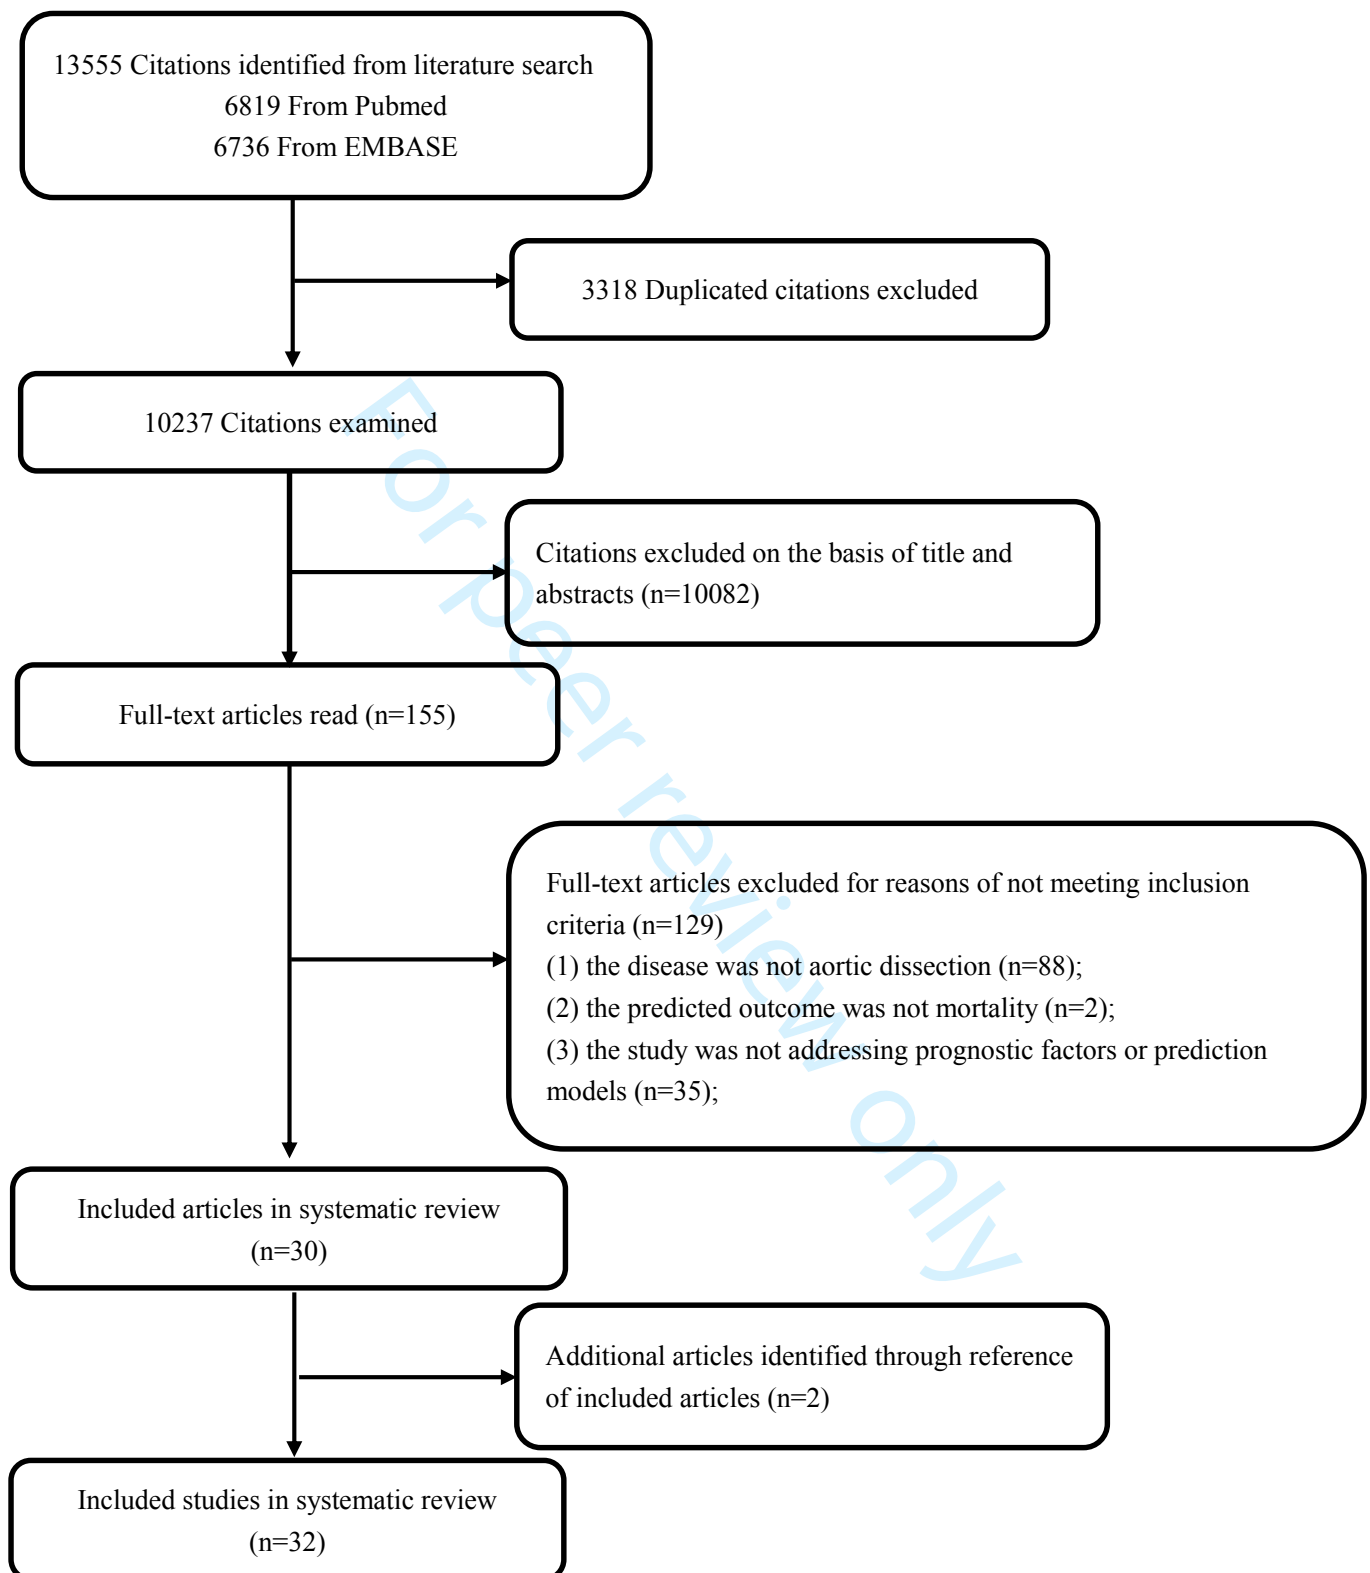 13555 Citations identified from literature search
6819 From Pubmed
6736 From EMBASE
3318 Duplicated citations excluded
10237 Citations examined
Citations excluded on the basis of title and
abstracts (n=10082)
Full-text articles read (n=155)
Full-text articles excluded for reasons of not meeting inclusion
criteria (n=129)
(1) the disease was not aortic dissection (n=88);
(2) the predicted outcome was not mortality (n=2);
(3) the study was not addressing prognostic factors or prediction
models (n=35);
Included articles in systematic review
(n=30)
Additional articles identified through reference
of included articles (n=2)
Included studies in systematic review
(n=32)
For peer review only